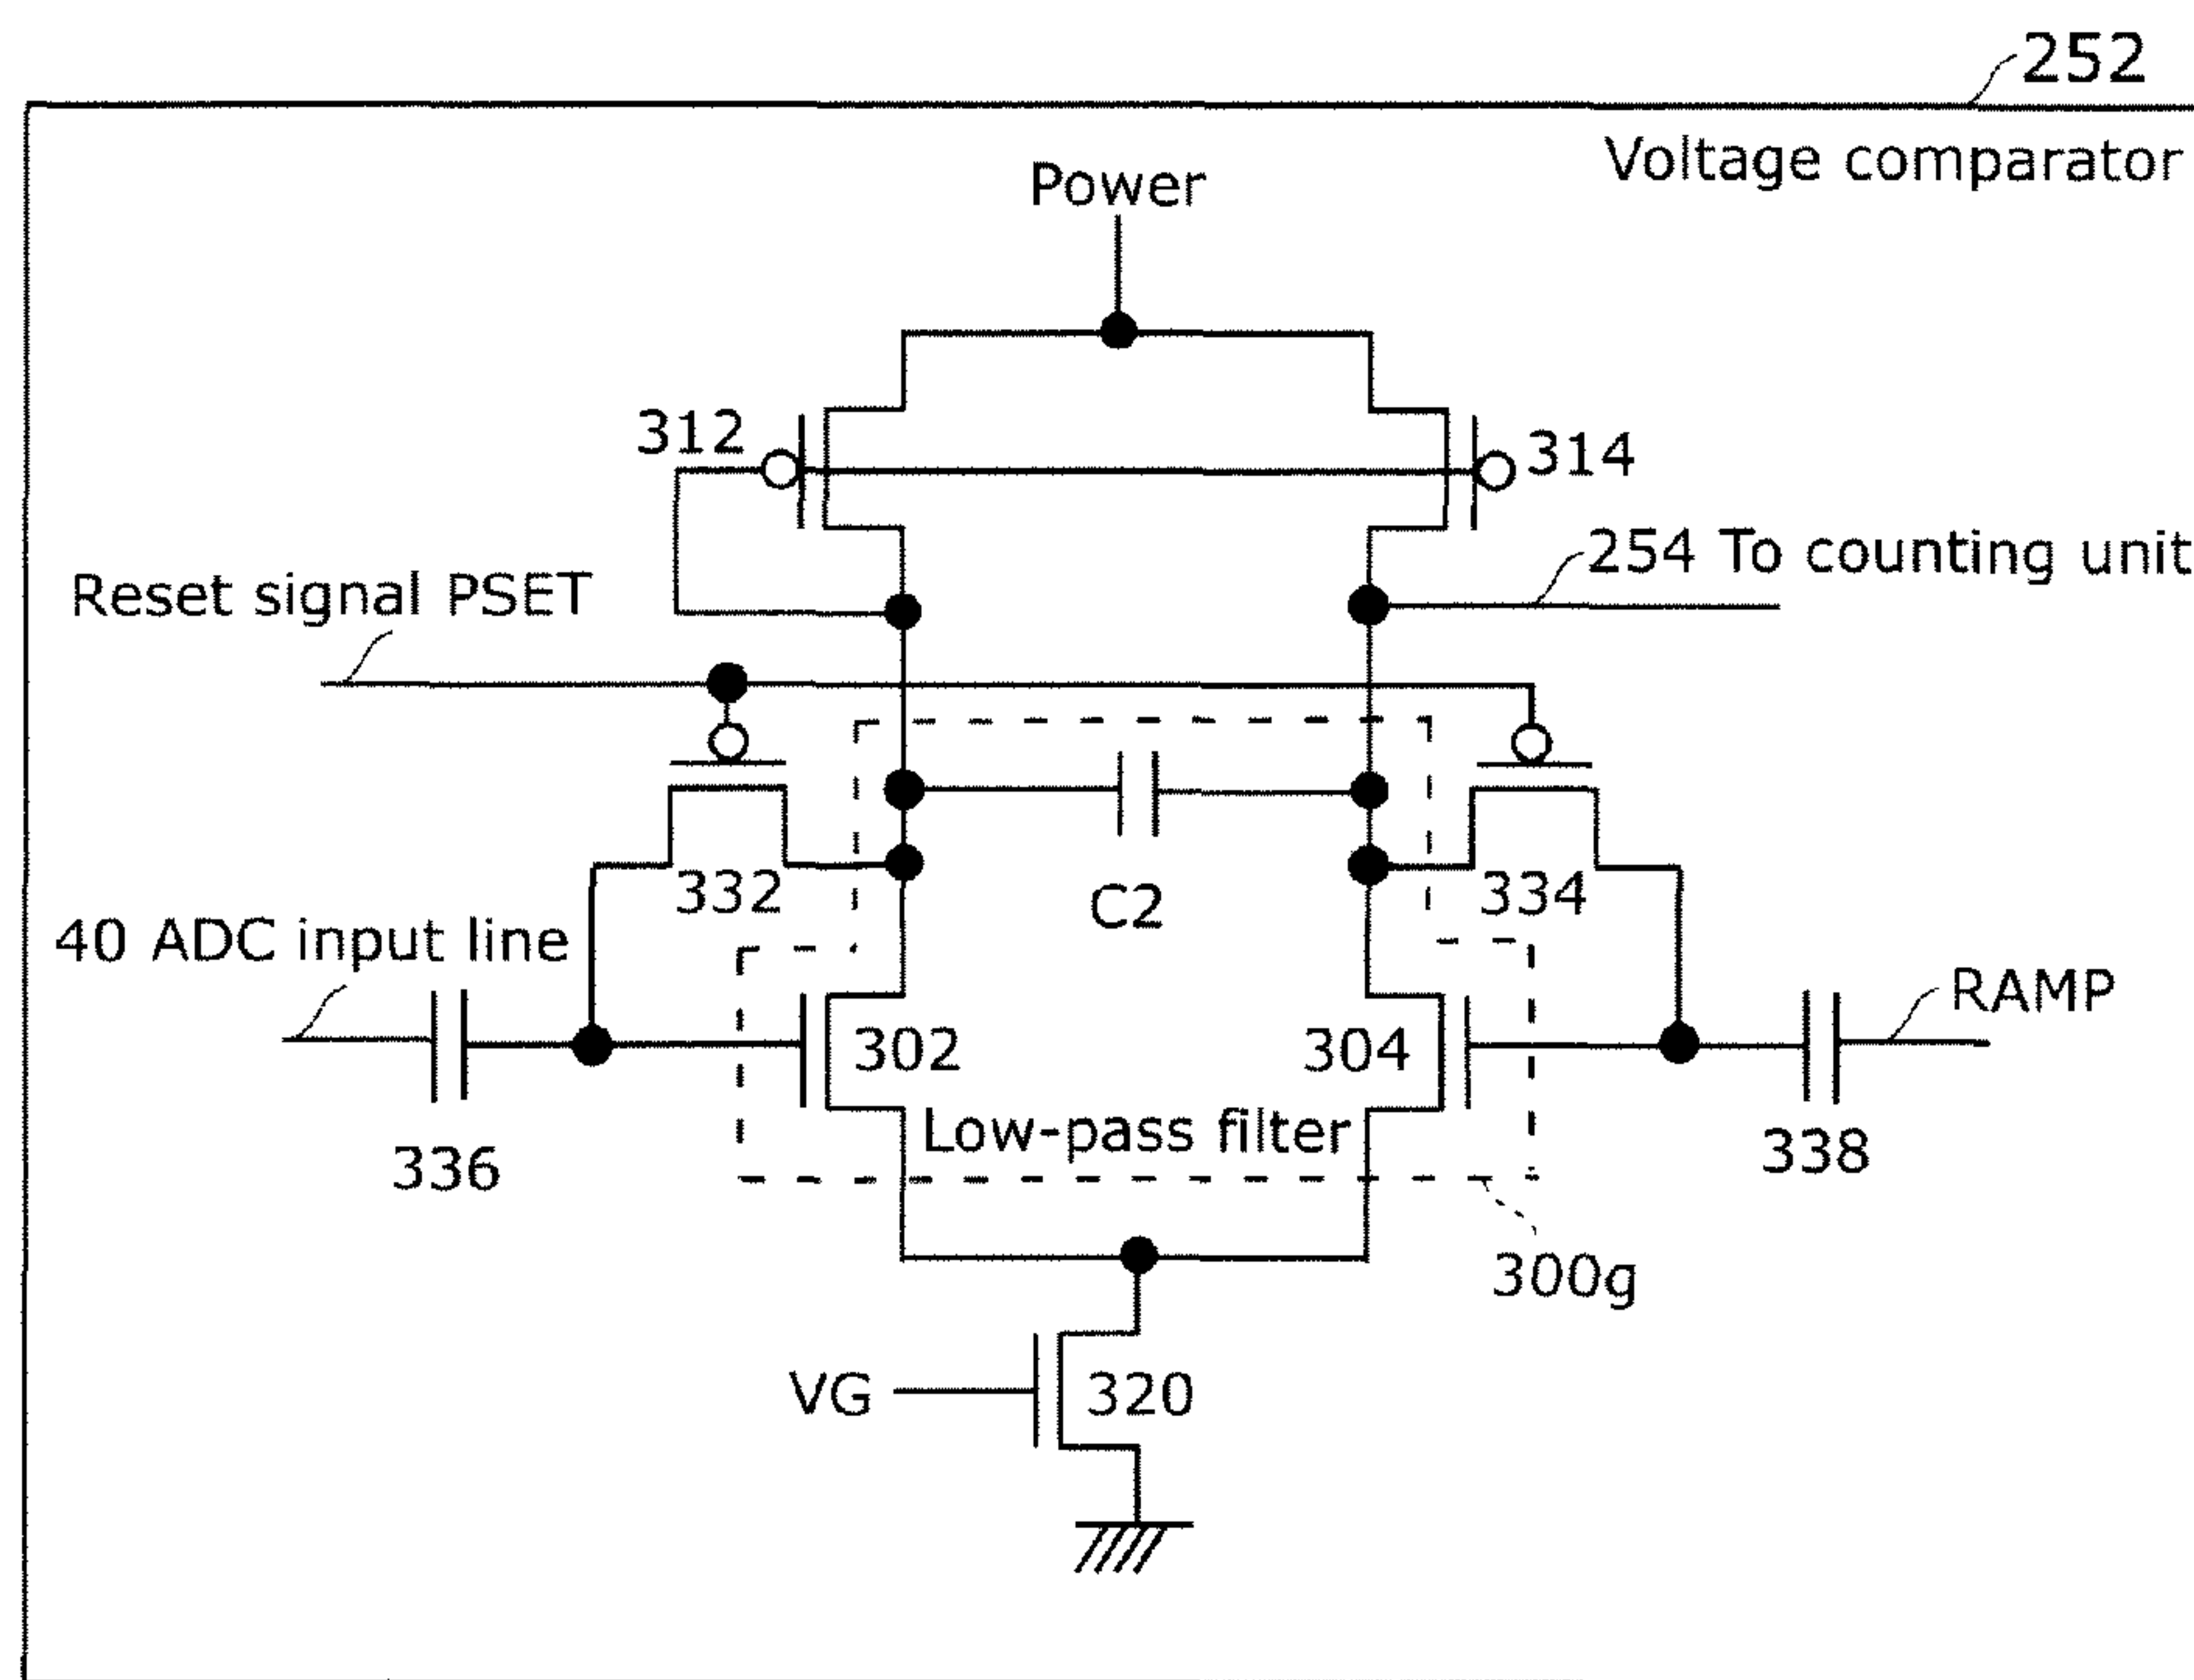 252
Voltage comparator
Power
312
314
254 To counting unit
Reset signal PSET
332
C2
334
40 ADC input line
RAMP
302
304
Low-pass filter
336
338
300g
VG
320